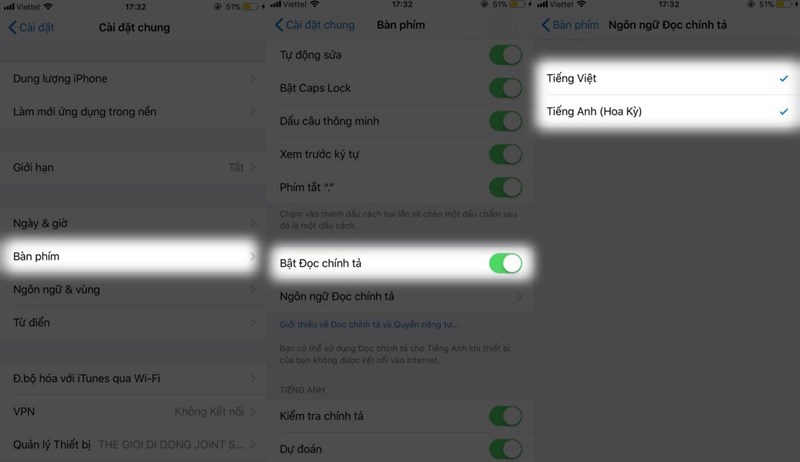 Viettel 17:32 51%
Cài đặt Cài đặt chung
Dung lượng iPhone
Làm mới ứng dụng trong nền
Giới hạn Tắt
Ngày & giờ
Bàn phím
Ngôn ngữ & vùng
Từ điển
Đ.bộ hóa với iTunes qua Wi-Fi
VPN Không Kết nối
Quản lý Thiết bị THE GIOI DI DONG JOINT S...
Viettel 17:32 51%
Cài đặt chung Bàn phím
Tự động sửa
Bật Caps Lock
Dấu câu thông minh
Xem trước ký tự
Phím tắt “.”
Chạm vào thanh dấu cách hai lần sẽ chèn một dấu chấm sau
đó là một dấu cách.
Bật Đọc chính tả
Ngôn ngữ Đọc chính tả
Giới thiệu về Đọc chính tả và Quyền riêng tư...
Bạn có thể sử dụng Đọc chính tả cho Tiếng Anh khi thiết bị
của bạn không được kết nối vào Internet.
TIẾNG ANH
Kiểm tra chính tả
Dự đoán
Viettel 17:32 51%
Bàn phím Ngôn ngữ Đọc chính tả
Tiếng Việt
Tiếng Anh (Hoa Kỳ)